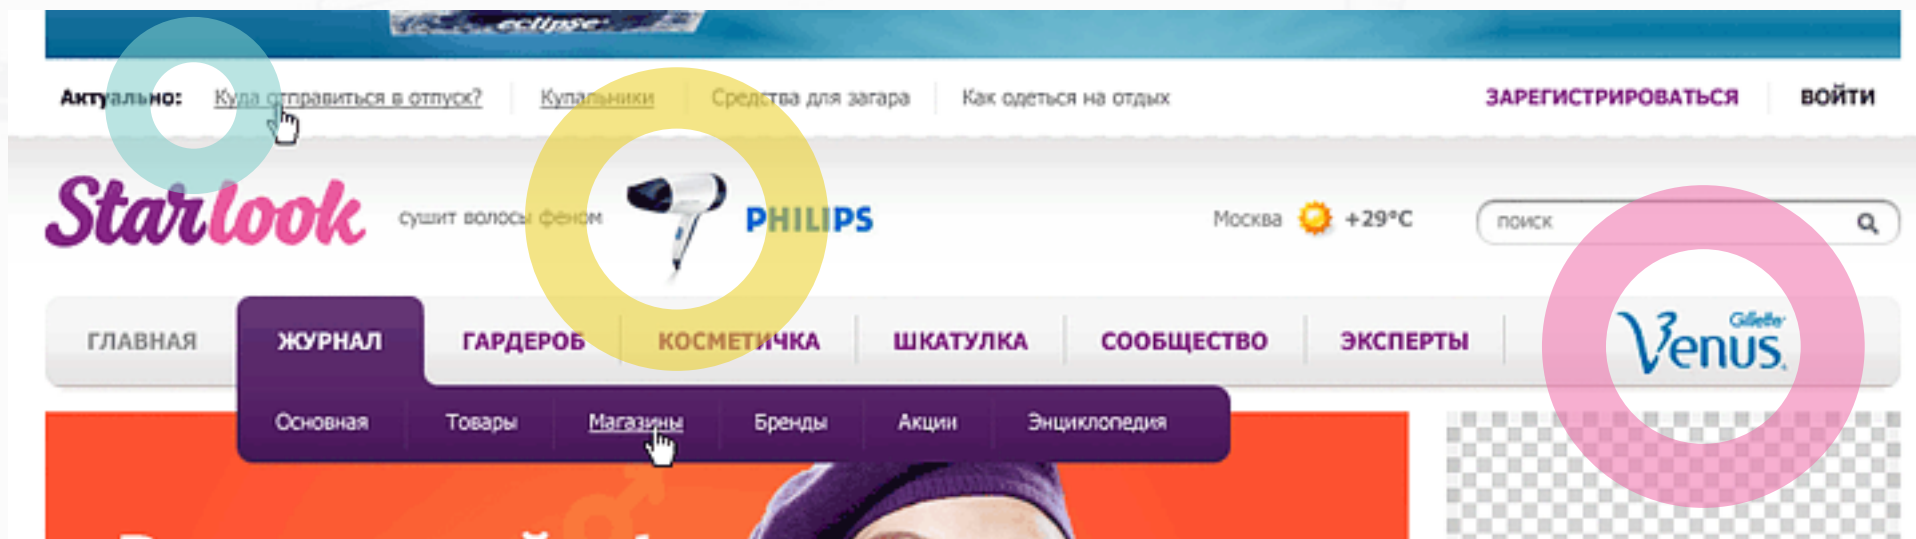 eclipse
Актуально: Куда отправиться в отпуск? Купальники Средства для загара Как одеться на отдых ЗАРЕГИСТРИРОВАТЬСЯ ВОЙТИ
Starlook сушит волосы феном PHILIPS Москва +29°C поиск
ГЛАВНАЯ ЖУРНАЛ ГАРДЕРОБ КОСМЕТИЧКА ШКАТУЛКА СООБЩЕСТВО ЭКСПЕРТЫ Gillette Venus
Основная Товары Магазины Бренды Акции Энциклопедия